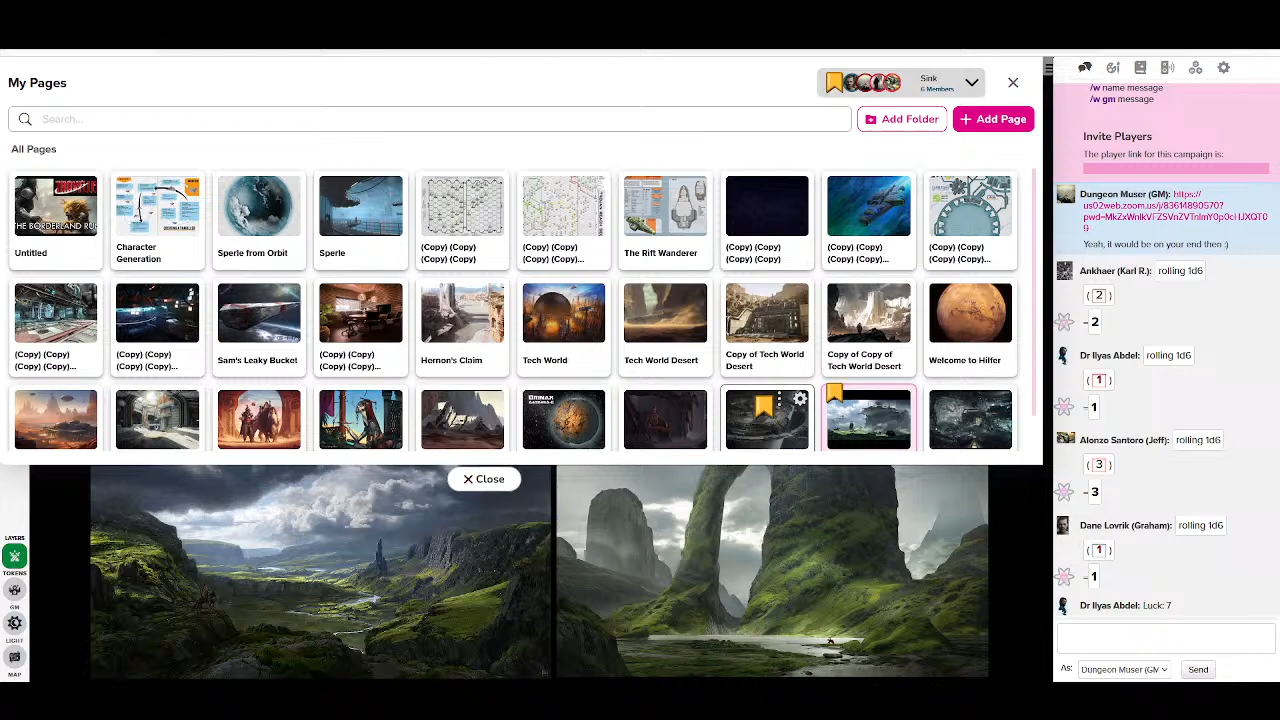 My Pages
Sink
6 Members
Search...
Add Folder
Add Page
All Pages
Untitled
Character
Generation
Sperle from Orbit
Sperle
(Copy) (Copy)
(Copy) (Copy)
(Copy) (Copy)
(Copy) (Copy)...
The Rift Wanderer
(Copy) (Copy)
(Copy) (Copy)
(Copy) (Copy)
(Copy) (Copy)...
(Copy) (Copy)
(Copy) (Copy)...
(Copy) (Copy)
(Copy) (Copy)...
(Copy) (Copy)
(Copy) (Copy)...
Sam's Leaky Bucket
(Copy) (Copy)
(Copy) (Copy)...
Hernon's Claim
Tech World
Tech World Desert
Copy of Tech World
Desert
Copy of Copy of
Tech World Desert
Welcome to Hilfer
Close
LAYERS
TOKENS
GM
LIGHT
MAP
/w name message
/w gm message
Invite Players
The player link for this campaign is:
Dungeon Muser (GM): https://
Yeah, it would be on your end then :)
Ankhaer (Karl R.): rolling 1d6
(2)
=2
Dr Ilyas Abdel: rolling 1d6
(1)
=1
Alonzo Santoro (Jeff): rolling 1d6
(3)
=3
Dane Lovrik (Graham): rolling 1d6
(1)
=1
Dr Ilyas Abdel: Luck: 7
As: Dungeon Muser (GM
Send